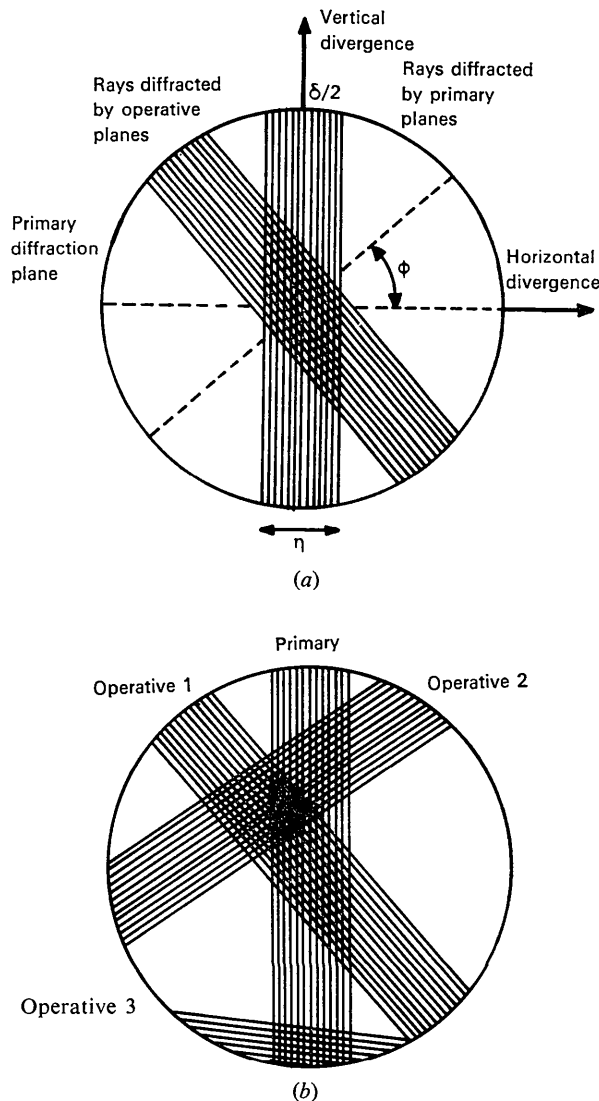 Vertical
divergence
δ/2
Rays diffracted
by operative
planes
Rays diffracted
by primary
planes
Primary
diffraction
plane
ϕ
Horizontal
divergence
η
(a)
Primary
Operative 1
Operative 2
Operative 3
(b)